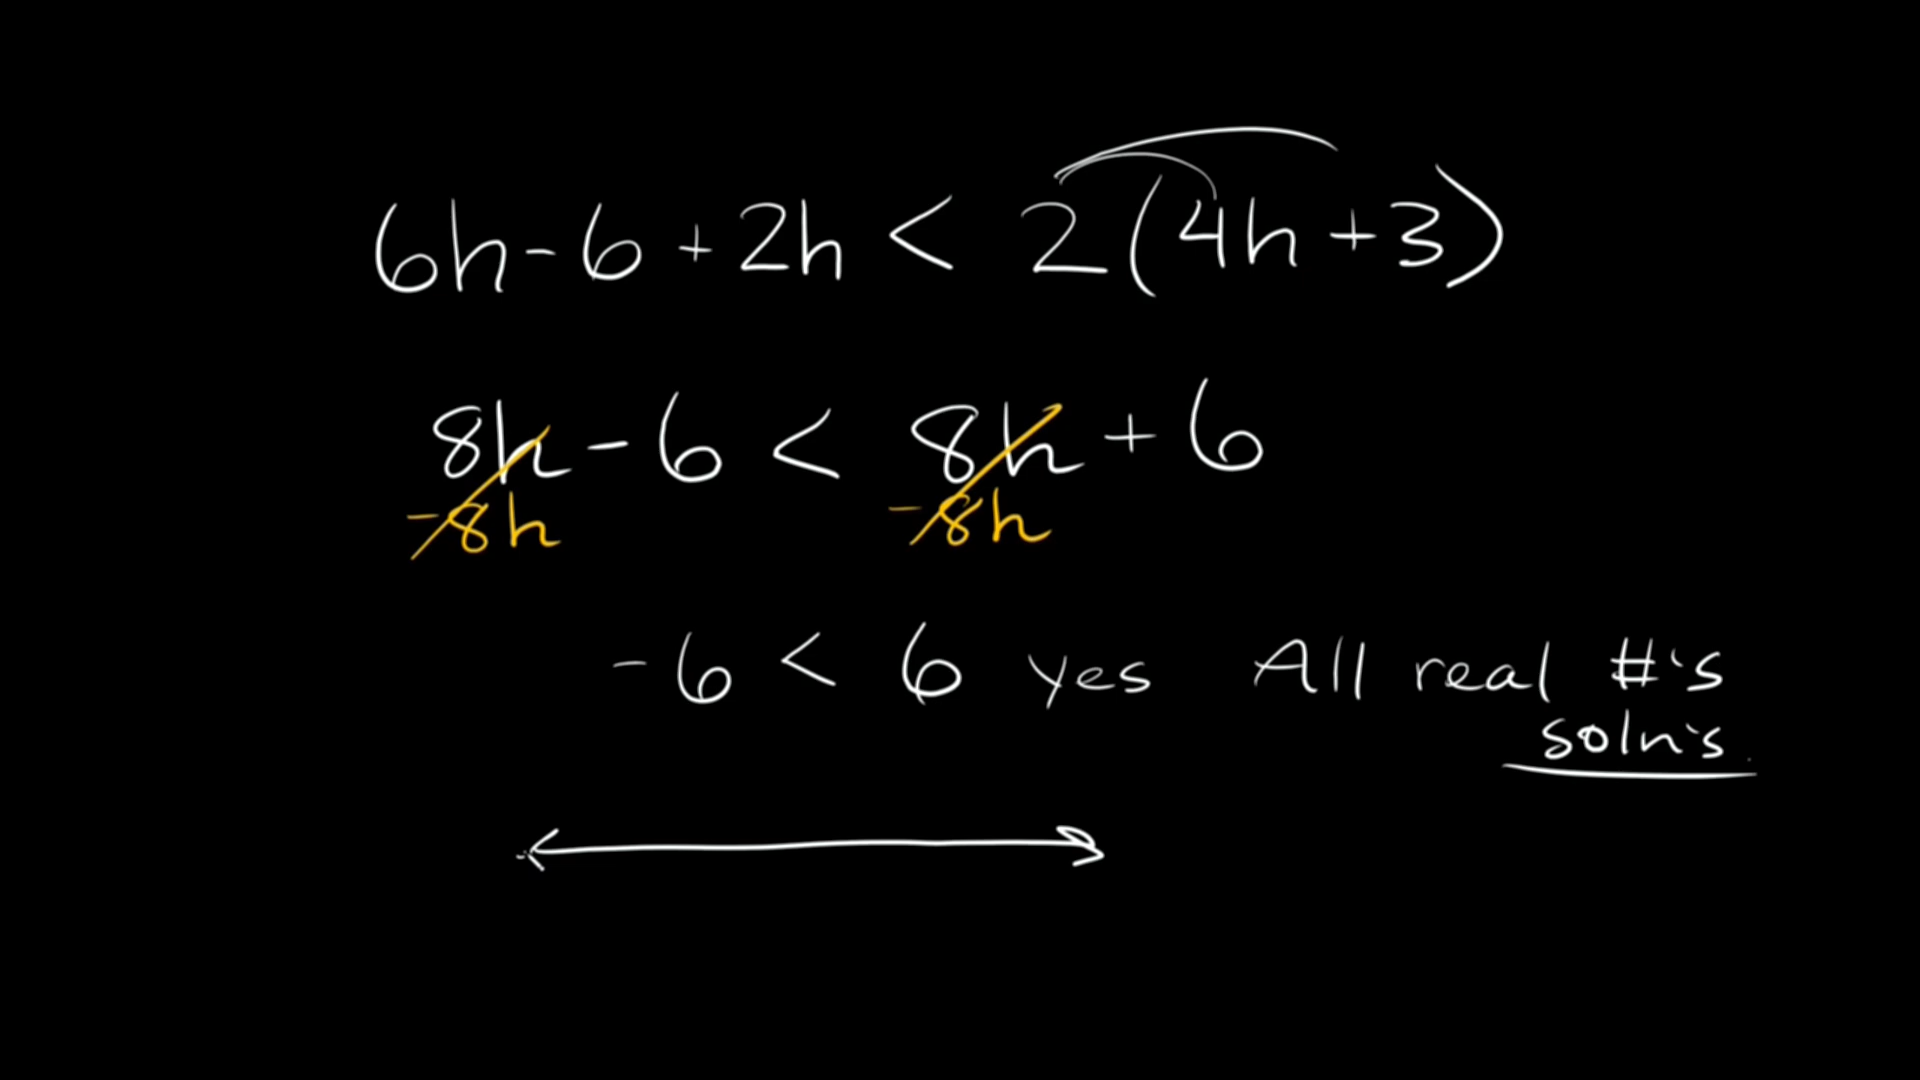 6h - 6 + 2h < 2(4h + 3)
8h - 6 < 8h + 6
-8h -8h
-6 < 6 yes All real #'s
soln's